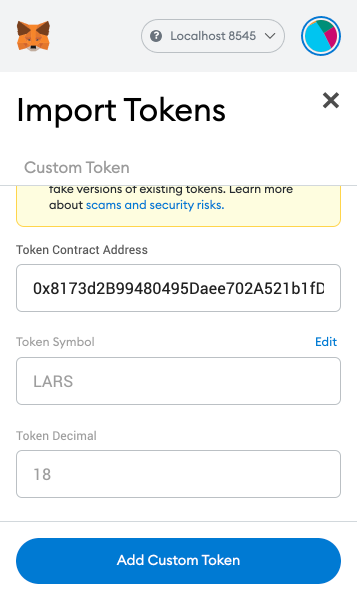 Localhost 8545
Import Tokens
Custom Token
fake versions of existing tokens. Learn more
about scams and security risks.
Token Contract Address
0x8173d2B99480495Daee702A521b1fD
Token Symbol
Edit
LARS
Token Decimal
18
Add Custom Token